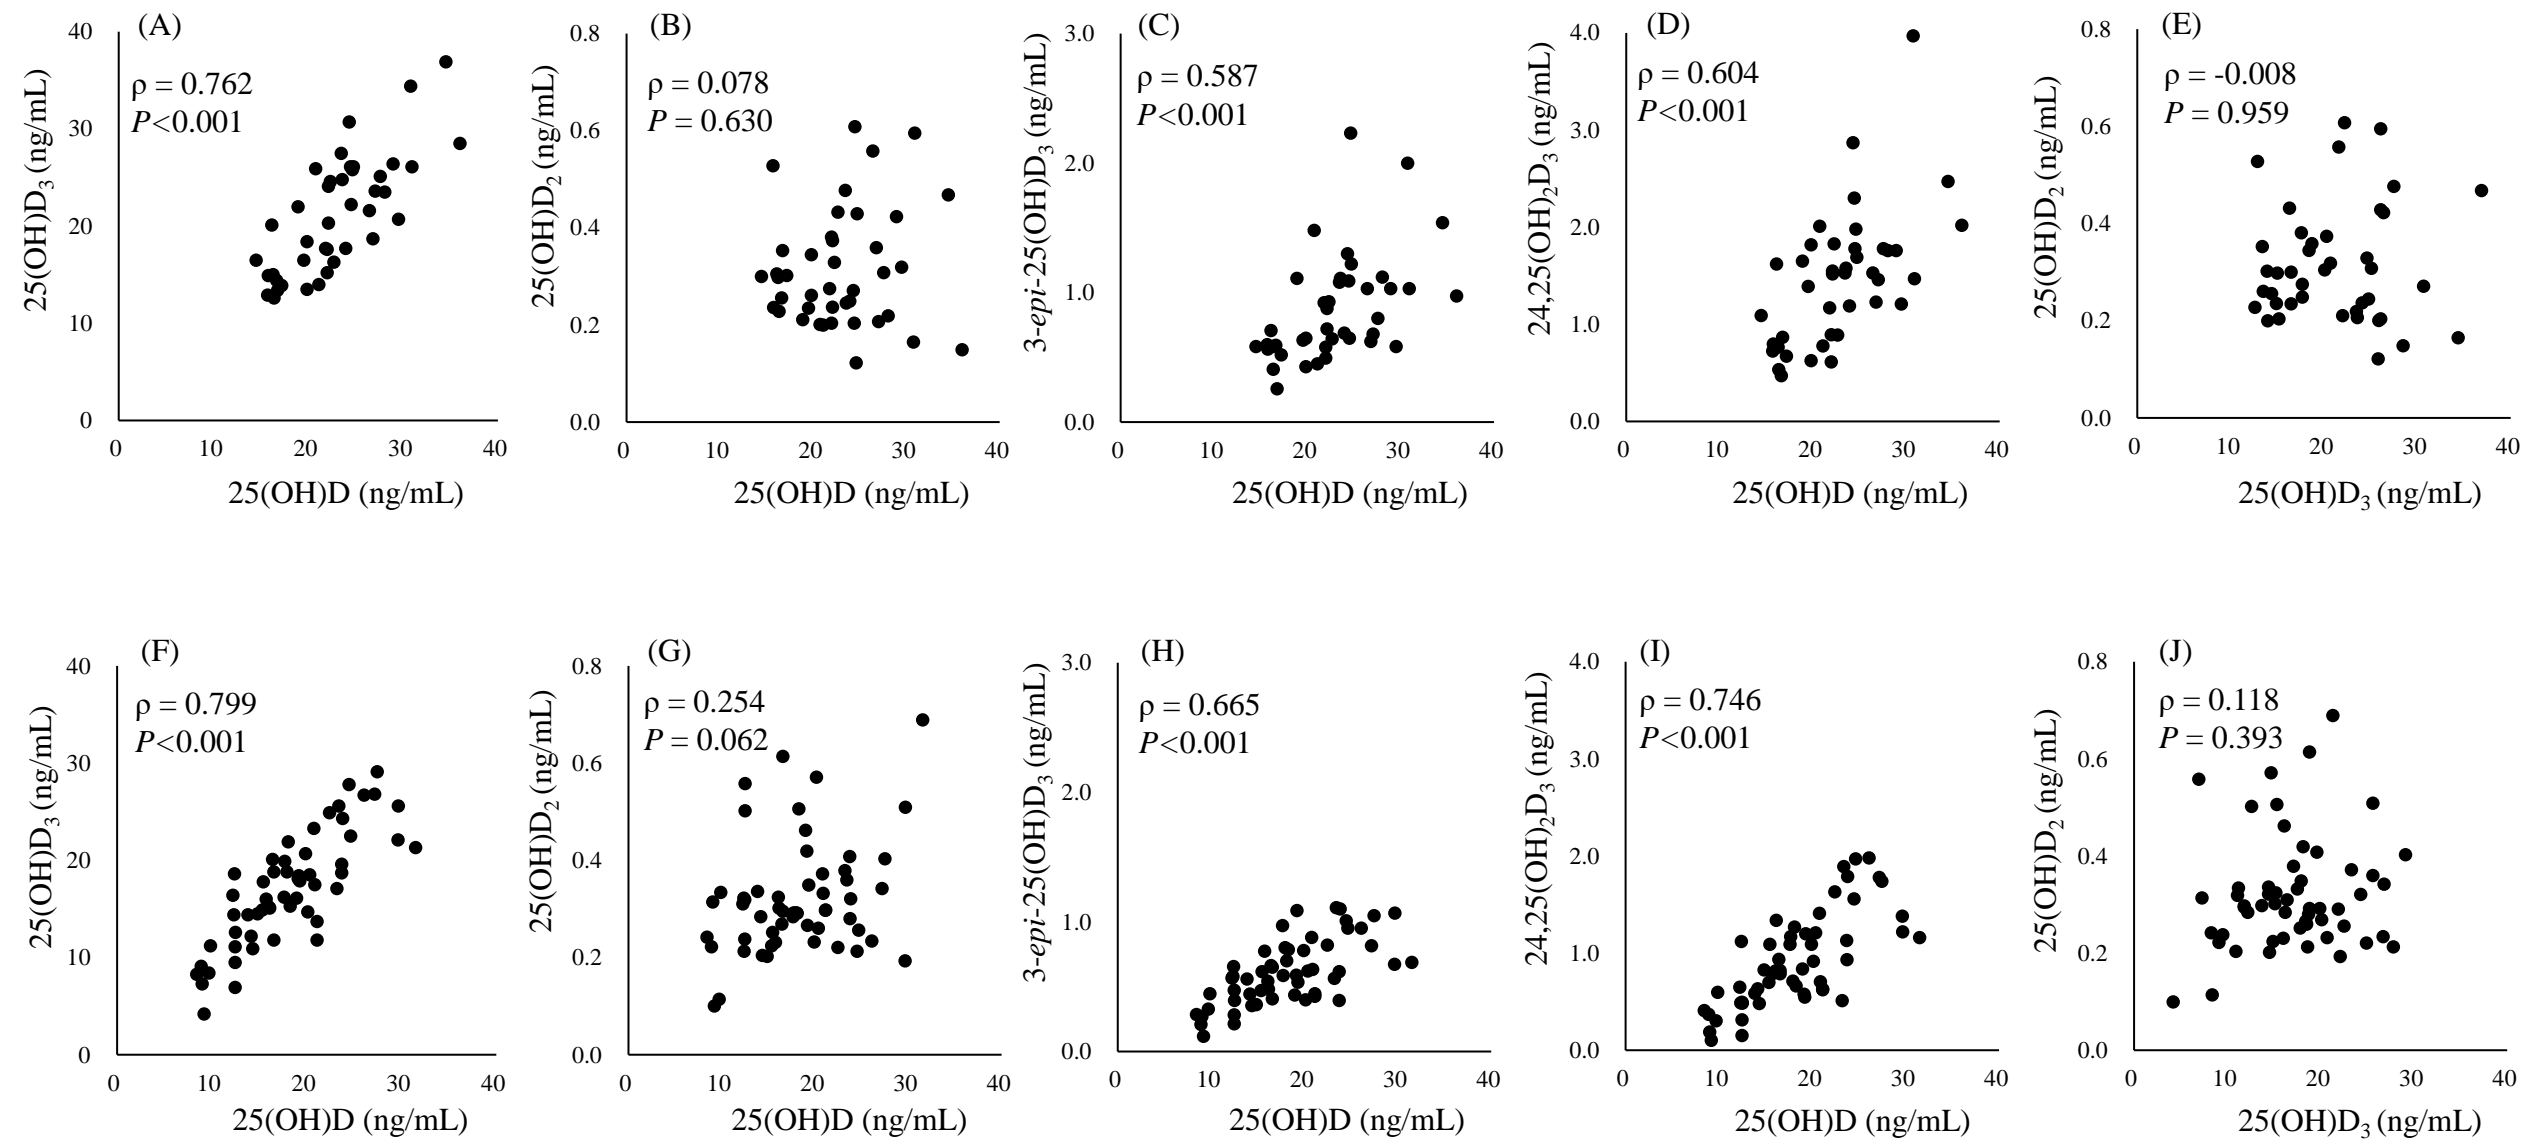 (A)
ρ = 0.762
P<0.001
25(OH)D3 (ng/mL)
40
30
20
10
0
0 10 20 30 40
25(OH)D (ng/mL)
(B)
ρ = 0.078
P = 0.630
25(OH)D2 (ng/mL)
0.8
0.6
0.4
0.2
0.0
0 10 20 30 40
25(OH)D (ng/mL)
(C)
ρ = 0.587
P<0.001
3-epi-25(OH)D3 (ng/mL)
3.0
2.0
1.0
0.0
0 10 20 30 40
25(OH)D (ng/mL)
(D)
ρ = 0.604
P<0.001
24,25(OH)2D3 (ng/mL)
4.0
3.0
2.0
1.0
0.0
0 10 20 30 40
25(OH)D (ng/mL)
(E)
ρ = -0.008
P = 0.959
25(OH)D2 (ng/mL)
0.8
0.6
0.4
0.2
0.0
0 10 20 30 40
25(OH)D3 (ng/mL)
(F)
ρ = 0.799
P<0.001
25(OH)D3 (ng/mL)
40
30
20
10
0
0 10 20 30 40
25(OH)D (ng/mL)
(G)
ρ = 0.254
P = 0.062
25(OH)D2 (ng/mL)
0.8
0.6
0.4
0.2
0.0
0 10 20 30 40
25(OH)D (ng/mL)
(H)
ρ = 0.665
P<0.001
3-epi-25(OH)D3 (ng/mL)
3.0
2.0
1.0
0.0
0 10 20 30 40
25(OH)D (ng/mL)
(I)
ρ = 0.746
P<0.001
24,25(OH)2D3 (ng/mL)
4.0
3.0
2.0
1.0
0.0
0 10 20 30 40
25(OH)D (ng/mL)
(J)
ρ = 0.118
P = 0.393
25(OH)D2 (ng/mL)
0.8
0.6
0.4
0.2
0.0
0 10 20 30 40
25(OH)D3 (ng/mL)